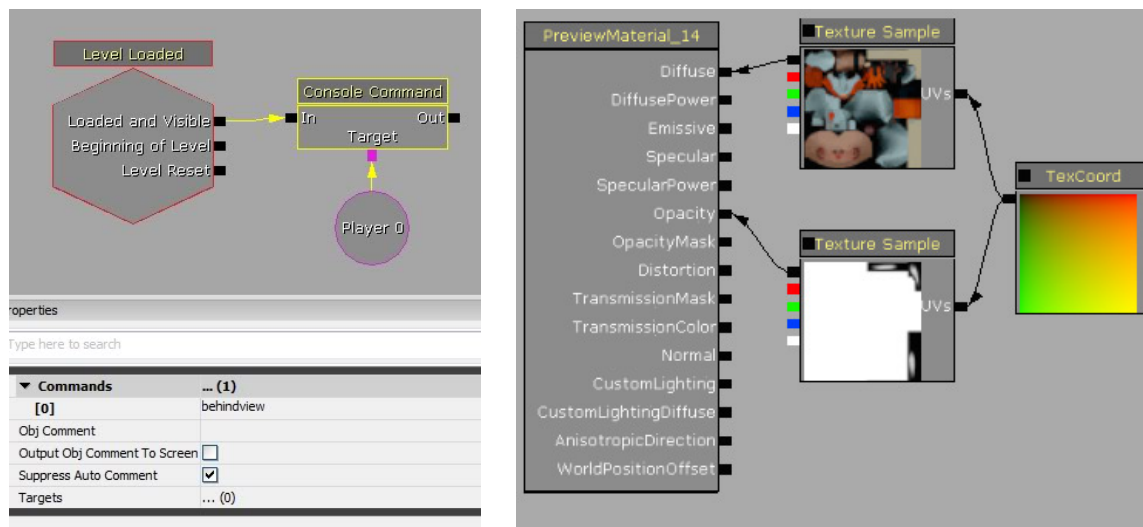 Level Loaded
Loaded and Visible
Beginning of Level
Level Reset
Console Command
In Out
Target
Player 0
roperties
Type here to search
Commands ... (1)
[0] behindview
Obj Comment
Output Obj Comment To Screen
Suppress Auto Comment
Targets ... (0)
PreviewMaterial_14
Diffuse
DiffusePower
Emissive
Specular
SpecularPower
Opacity
OpacityMask
Distortion
TransmissionMask
TransmissionColor
Normal
CustomLighting
CustomLightingDiffuse
AnisotropicDirection
WorldPositionOffset
Texture Sample
UVs
Texture Sample
UVs
TexCoord